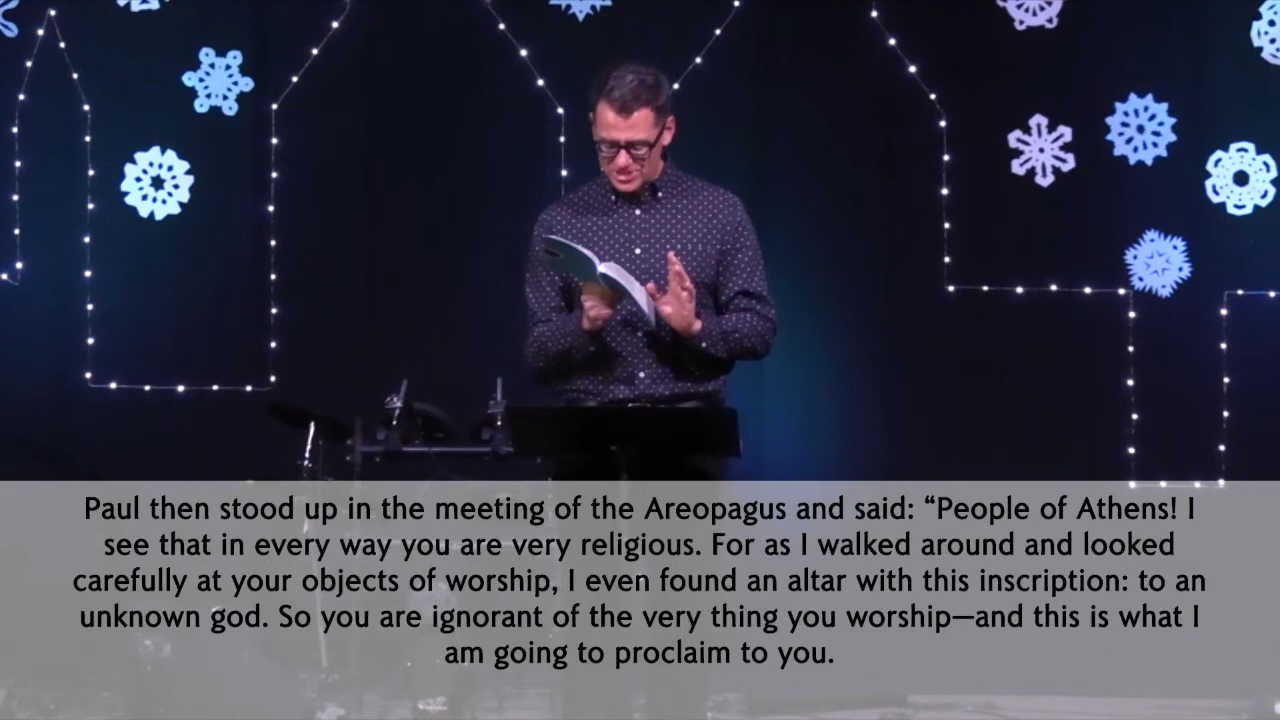 Paul then stood up in the meeting of the Areopagus and said: “People of Athens! I
see that in every way you are very religious. For as I walked around and looked
carefully at your objects of worship, I even found an altar with this inscription: to an
unknown god. So you are ignorant of the very thing you worship—and this is what I
am going to proclaim to you.